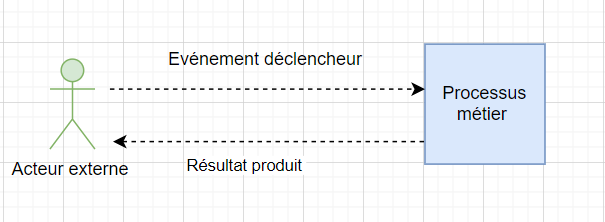 Evénement déclencheur
Processus
métier
Acteur externe
Résultat produit